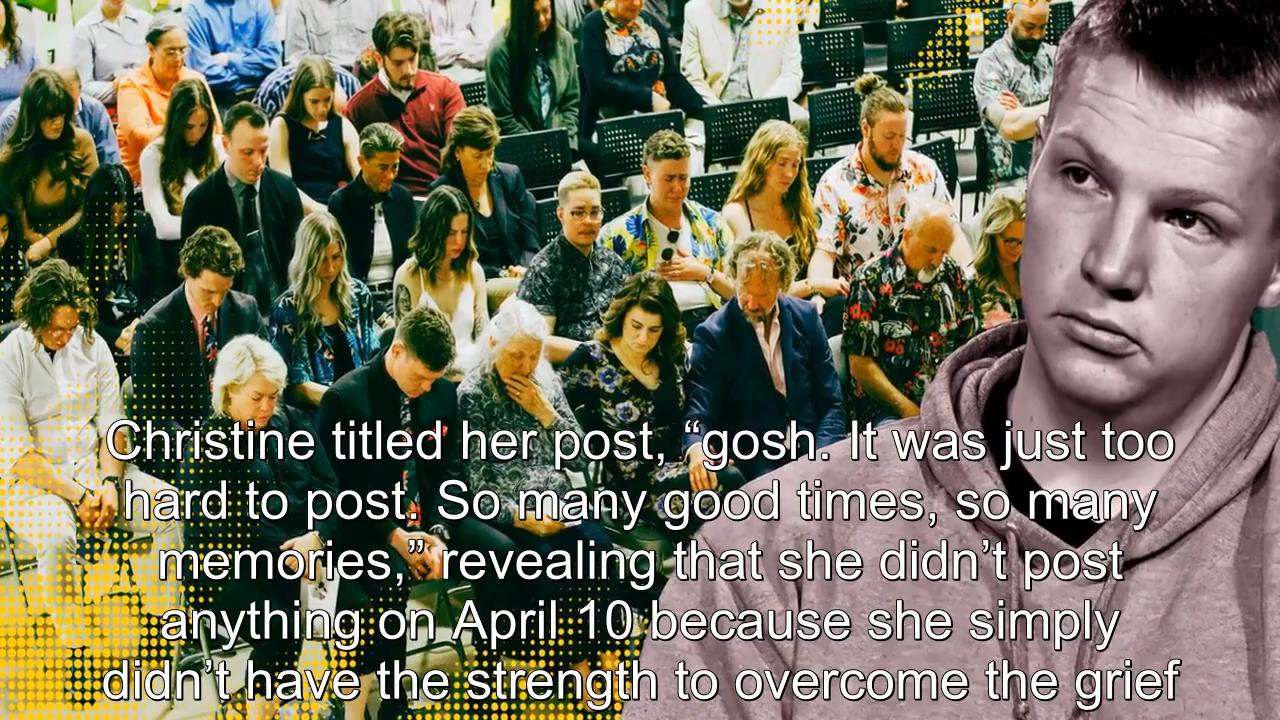 Christine titled her post, “gosh. It was just too
hard to post. So many good times, so many
memories,” revealing that she didn’t post
anything on April 10 because she simply
didn’t have the strength to overcome the grief